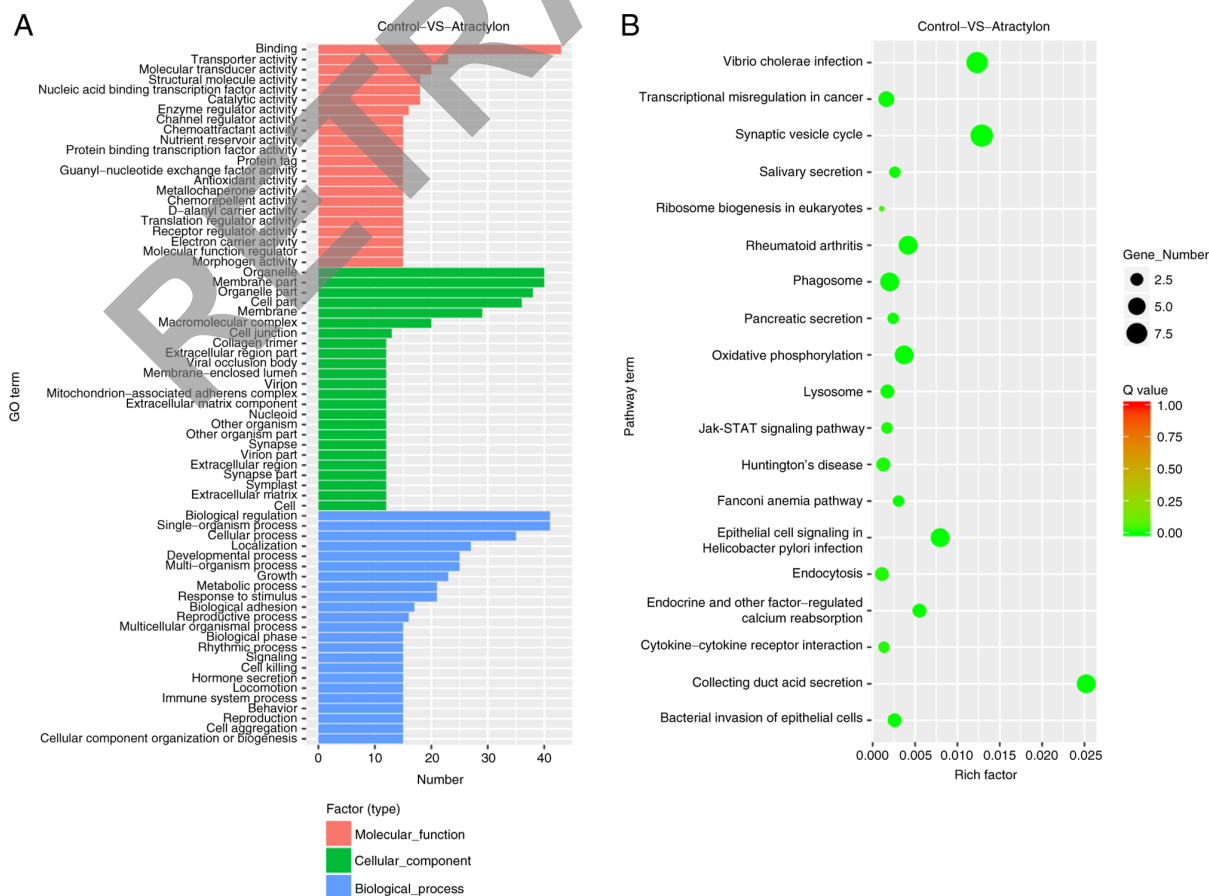 A
Control-VS-Atractylon
Binding
Transporter activity
Molecular transducer activity
Structural molecule activity
Nucleic acid binding transcription factor activity
Catalytic activity
Enzyme regulator activity
Channel regulator activity
Chemoattractant activity
Nutrient reservoir activity
Protein binding transcription factor activity
Protein tag
Guanyl-nucleotide exchange factor activity
Antioxidant activity
Metallochaperone activity
Chemorepellent activity
D-alanyl carrier activity
Translation regulator activity
Receptor regulator activity
Electron carrier activity
Molecular function regulator
Morphogen activity
Organelle
Membrane part
Organelle part
Cell part
Membrane
Macromolecular complex
Cell junction
Collagen trimer
Extracellular region part
Viral occlusion body
Membrane-enclosed lumen
Virion
Mitochondrion-associated adherens complex
Extracellular matrix component
Nucleoid
Other organism
Other organism part
Synapse
Virion part
Extracellular region
Synapse part
Symplast
Extracellular matrix
Cell
Biological regulation
Single-organism process
Cellular process
Localization
Developmental process
Multi-organism process
Growth
Metabolic process
Response to stimulus
Biological adhesion
Reproductive process
Multicellular organismal process
Biological phase
Rhythmic process
Signaling
Cell killing
Hormone secretion
Locomotion
Immune system process
Behavior
Reproduction
Cell aggregation
Cellular component organization or biogenesis
GO term
0 10 20 30 40
Number
Factor (type)
Molecular_function
Cellular_component
Biological_process
RETRA
B
Control-VS-Atractylon
Vibrio cholerae infection
Transcriptional misregulation in cancer
Synaptic vesicle cycle
Salivary secretion
Ribosome biogenesis in eukaryotes
Rheumatoid arthritis
Phagosome
Pancreatic secretion
Oxidative phosphorylation
Lysosome
Jak-STAT signaling pathway
Huntington's disease
Fanconi anemia pathway
Epithelial cell signaling in
Helicobacter pylori infection
Endocytosis
Endocrine and other factor-regulated
calcium reabsorption
Cytokine-cytokine receptor interaction
Collecting duct acid secretion
Bacterial invasion of epithelial cells
Pathway term
0.000 0.005 0.010 0.015 0.020 0.025
Rich factor
Gene_Number
2.5
5.0
7.5
Q value
1.00
0.75
0.50
0.25
0.00